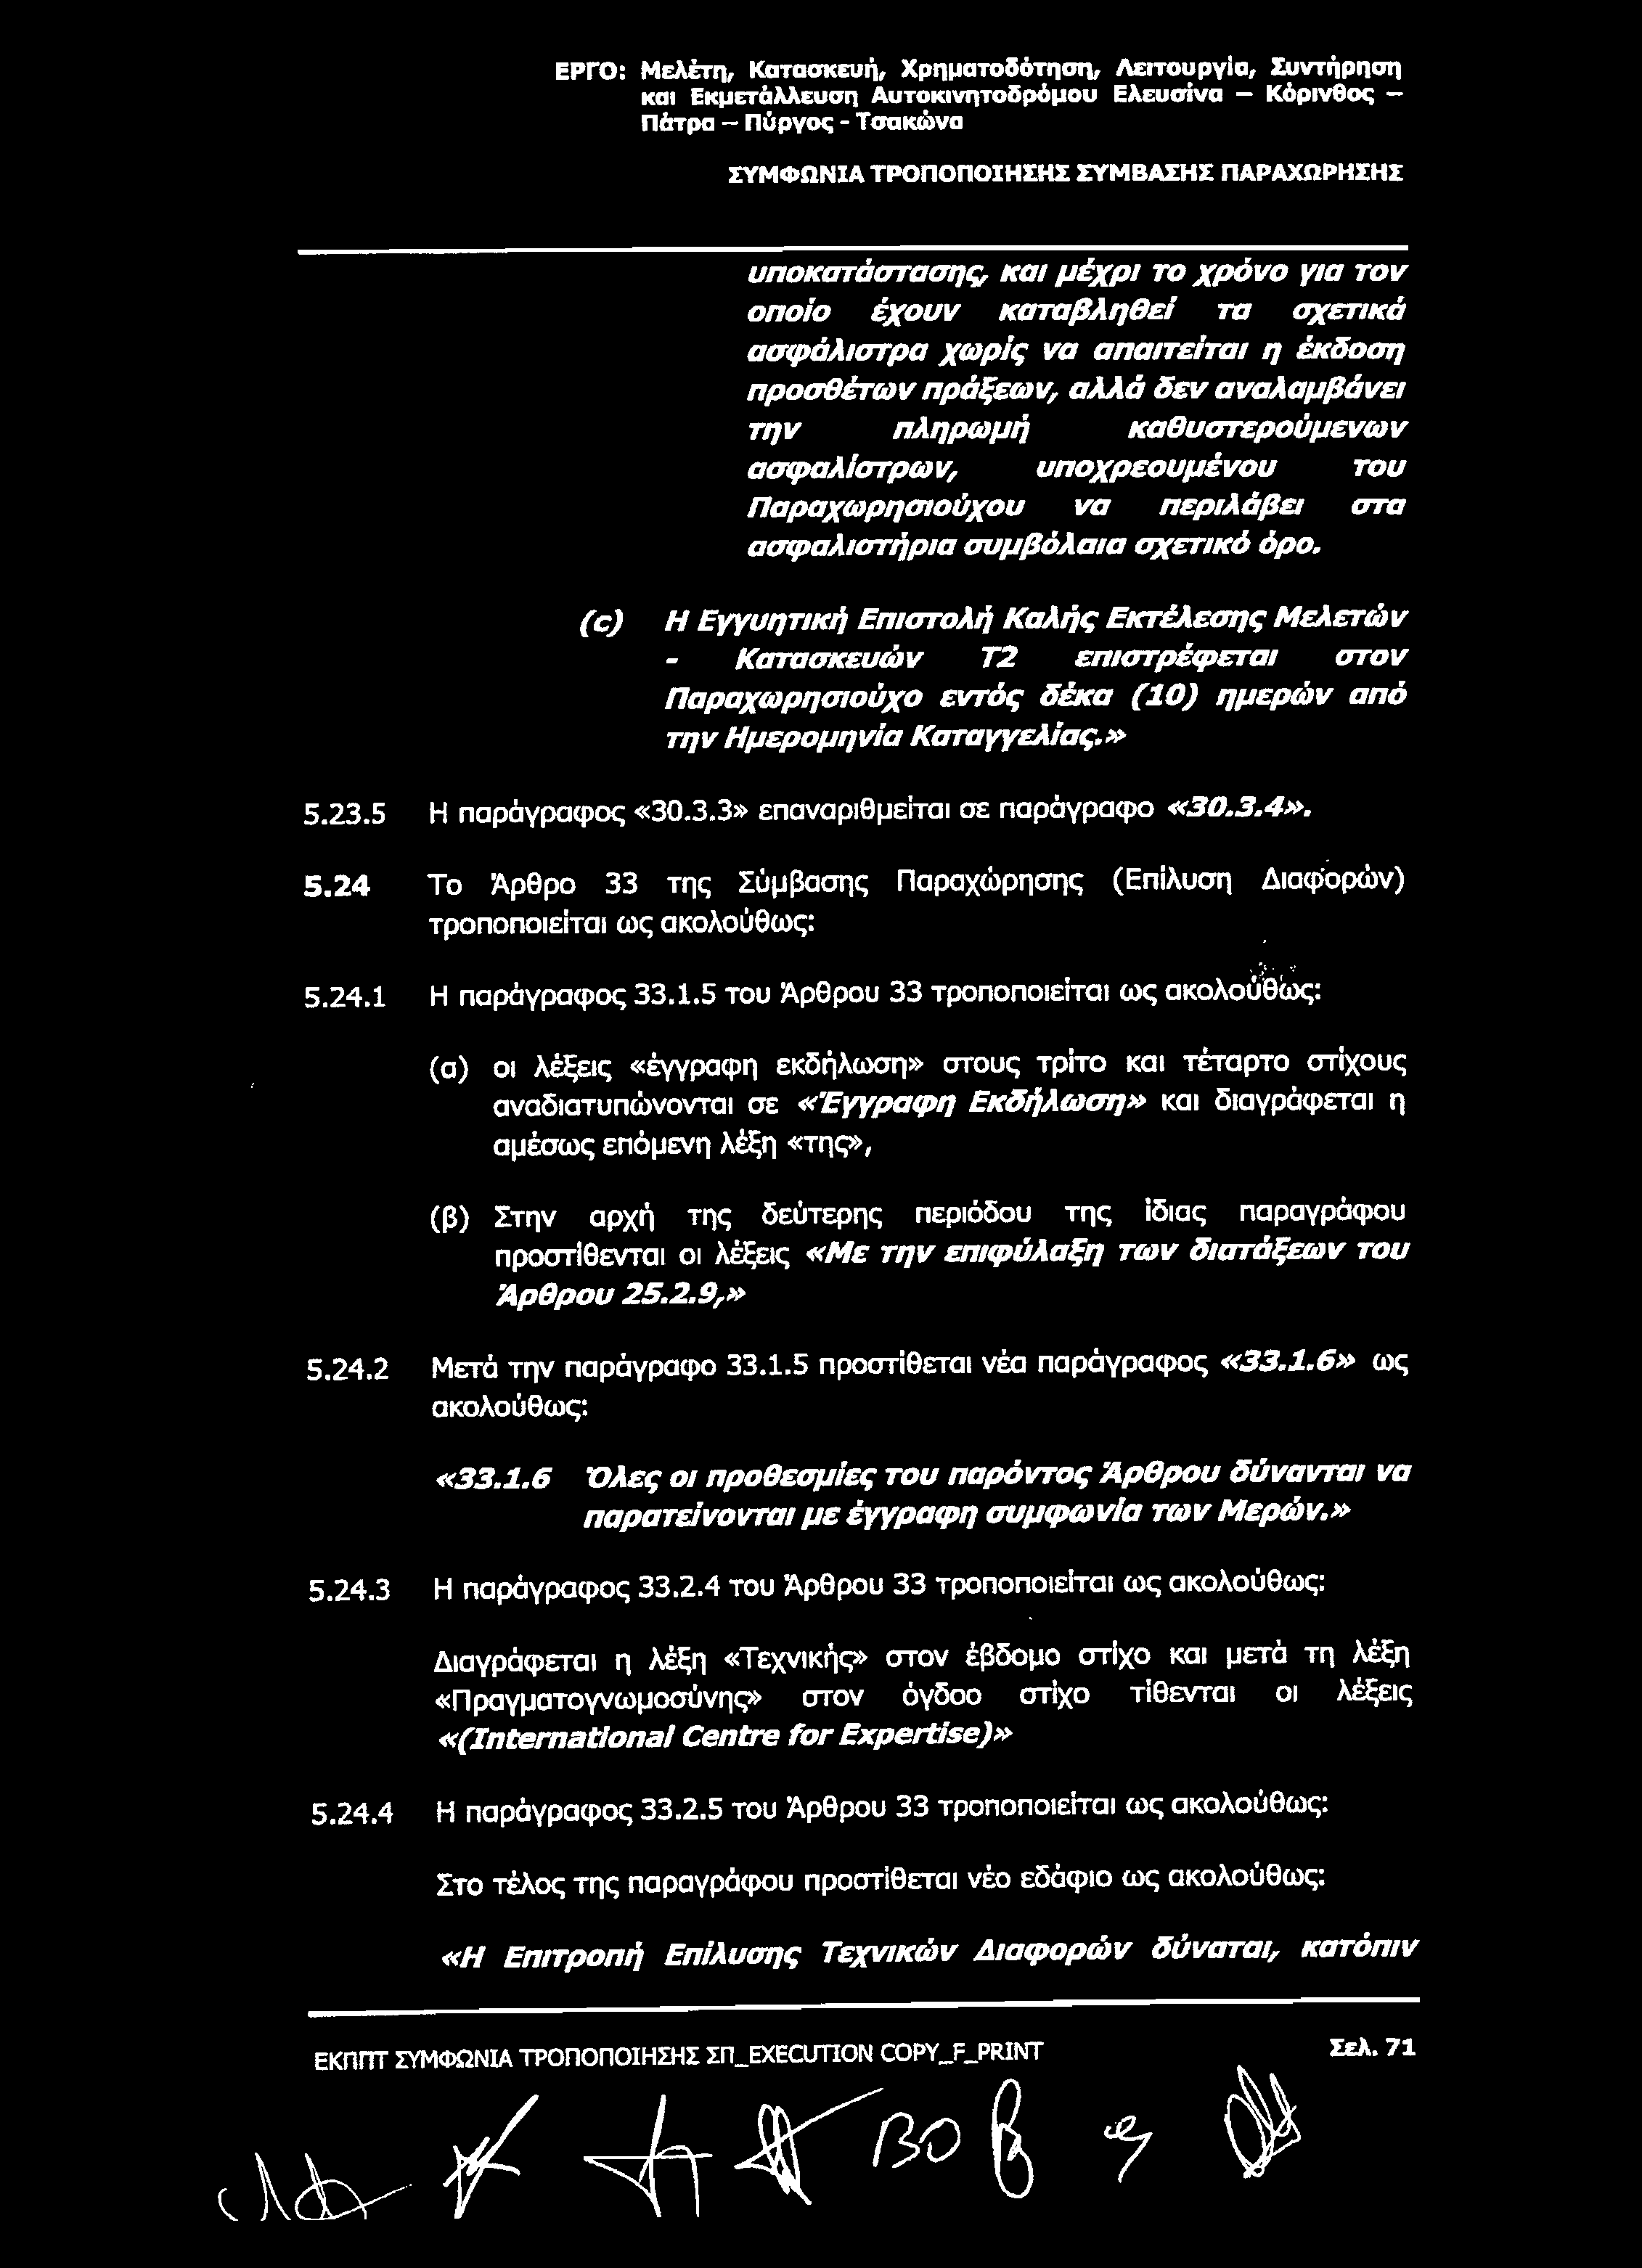 ΕΡΓΟ: Μελέτη, Κατασκευή, Χρηματοδότηση, Λειτουργία, Συντήρηση
και Εκμετάλλευση Αυτοκινητοδρόμου Ελευσίνα – Κόρινθος –
Πάτρα – Πύργος - Τσακώνα
ΣΥΜΦΩΝΙΑ ΤΡΟΠΟΠΟΙΗΣΗΣ ΣΥΜΒΑΣΗΣ ΠΑΡΑΧΩΡΗΣΗΣ
υποκατάστασης, και μέχρι το χρόνο για τον
οποίο έχουν καταβληθεί τα σχετικά
ασφάλιστρα χωρίς να απαιτείται η έκδοση
προσθέτων πράξεων, αλλά δεν αναλαμβάνει
την πληρωμή καθυστερούμενων
ασφαλίστρων, υποχρεουμένου του
Παραχωρησιούχου να περιλάβει στα
ασφαλιστήρια συμβόλαια σχετικό όρο.
(c) Η Εγγυητική Επιστολή Καλής Εκτέλεσης Μελετών
- Κατασκευών Τ2 επιστρέφεται στον
Παραχωρησιούχο εντός δέκα (10) ημερών από
την Ημερομηνία Καταγγελίας.»
5.23.5 Η παράγραφος «30.3.3» επαναριθμείται σε παράγραφο «30.3.4».
5.24 Το Άρθρο 33 της Σύμβασης Παραχώρησης (Επίλυση Διαφορών)
τροποποιείται ως ακολούθως:
5.24.1 Η παράγραφος 33.1.5 του Άρθρου 33 τροποποιείται ως ακολούθως:
(α) οι λέξεις «έγγραφη εκδήλωση» στους τρίτο και τέταρτο στίχους
αναδιατυπώνονται σε «Έγγραφη Εκδήλωση» και διαγράφεται η
αμέσως επόμενη λέξη «της»,
(β) Στην αρχή της δεύτερης περιόδου της ίδιας παραγράφου
προστίθενται οι λέξεις «Με την επιφύλαξη των διατάξεων του
Άρθρου 25.2.9,»
5.24.2 Μετά την παράγραφο 33.1.5 προστίθεται νέα παράγραφος «33.1.6» ως
ακολούθως:
«33.1.6 Όλες οι προθεσμίες του παρόντος Άρθρου δύνανται να
παρατείνονται με έγγραφη συμφωνία των Μερών.»
5.24.3 Η παράγραφος 33.2.4 του Άρθρου 33 τροποποιείται ως ακολούθως:
Διαγράφεται η λέξη «Τεχνικής» στον έβδομο στίχο και μετά τη λέξη
«Πραγματογνωμοσύνης» στον όγδοο στίχο τίθενται οι λέξεις
«(International Centre for Expertise)»
5.24.4 Η παράγραφος 33.2.5 του Άρθρου 33 τροποποιείται ως ακολούθως:
Στο τέλος της παραγράφου προστίθεται νέο εδάφιο ως ακολούθως:
«Η Επιτροπή Επίλυσης Τεχνικών Διαφορών δύναται, κατόπιν
ΕΚΠΠΤ ΣΥΜΦΩΝΙΑ ΤΡΟΠΟΠΟΙΗΣΗΣ ΣΠ_EXECUTION COPY_F_PRINT Σελ. 71